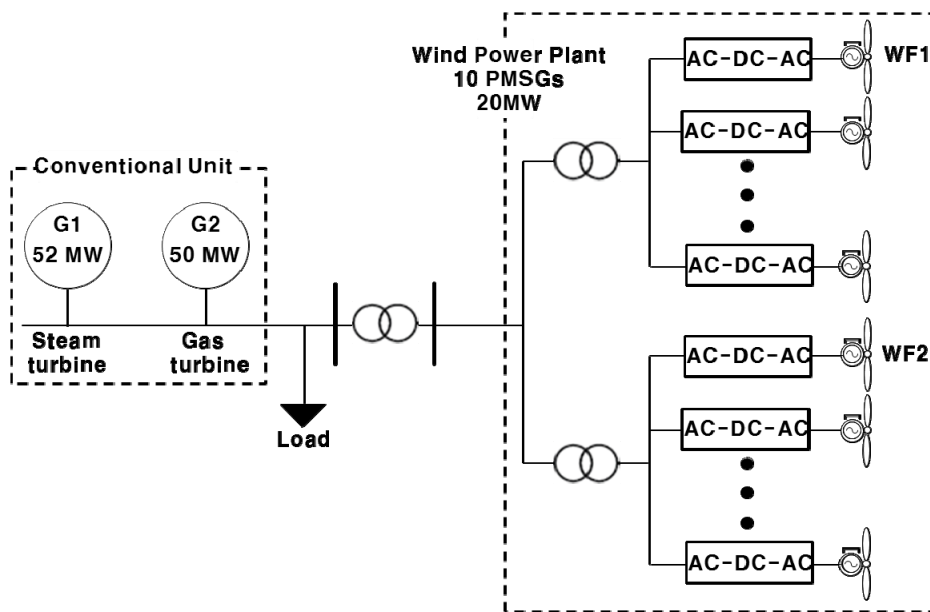 Conventional Unit
G1
52 MW
G2
50 MW
Steam
turbine
Gas
turbine
Load
Wind Power Plant
10 PMSGs
20MW
AC-DC-AC
WF1
AC-DC-AC
AC-DC-AC
AC-DC-AC
WF2
AC-DC-AC
AC-DC-AC